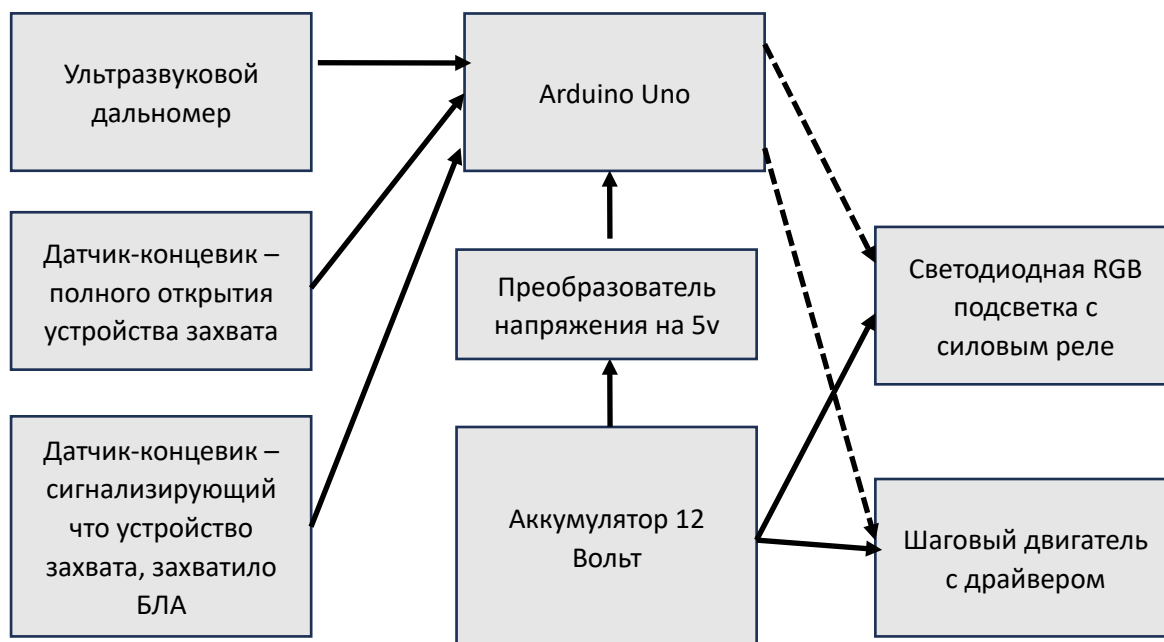 Ультразвуковой
дальномер
Arduino Uno
Датчик-концевик –
полного открытия
устройства захвата
Преобразователь
напряжения на 5v
Светодиодная RGB
подсветка с
силовым реле
Датчик-концевик –
сигнализирующий
что устройство
захвата, захватило
БЛА
Аккумулятор 12
Вольт
Шаговый двигатель
с драйвером